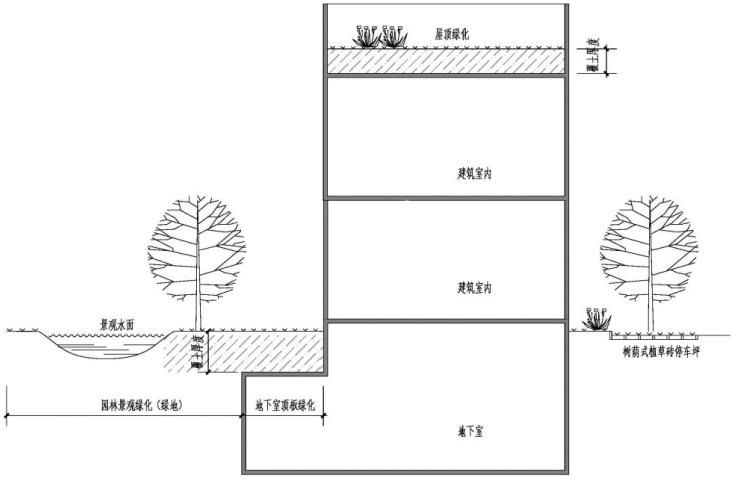 屋顶绿化
覆土厚度
建筑室内
建筑室内
景观水面
覆土厚度
树荫式植草砖停车坪
园林景观绿化（绿地）
地下室顶板绿化
地下室